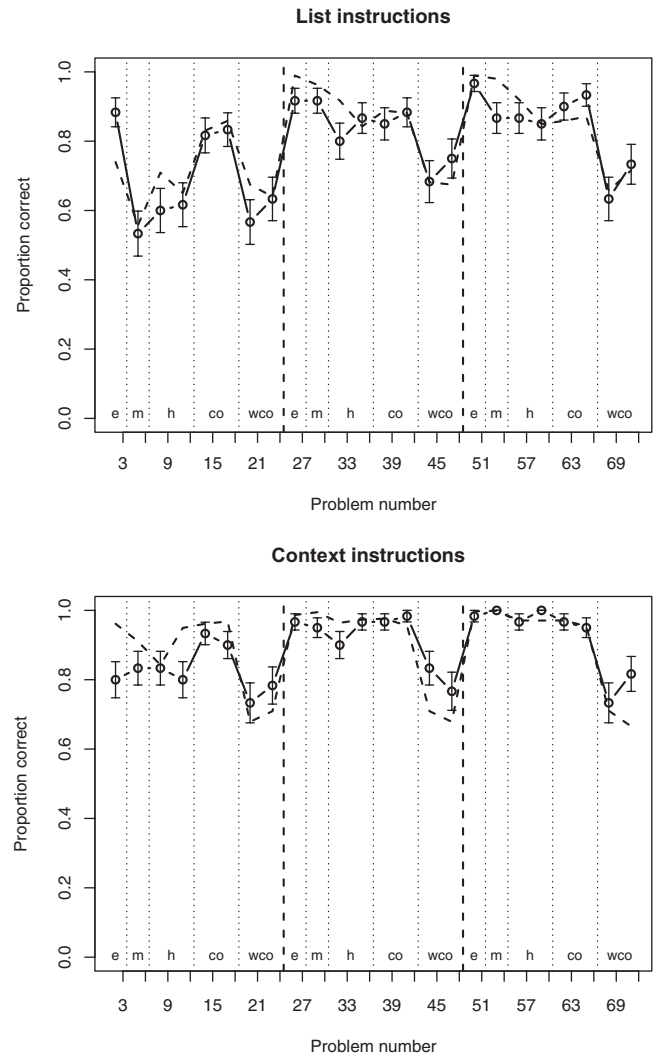 List instructions
Proportion correct
1.0
0.8
0.6
0.4
0.2
0.0
e m h co wco e m h co wco e m h co wco
3 9 15 21 27 33 39 45 51 57 63 69
Problem number
Context instructions
Proportion correct
1.0
0.8
0.6
0.4
0.2
0.0
e m h co wco e m h co wco e m h co wco
3 9 15 21 27 33 39 45 51 57 63 69
Problem number